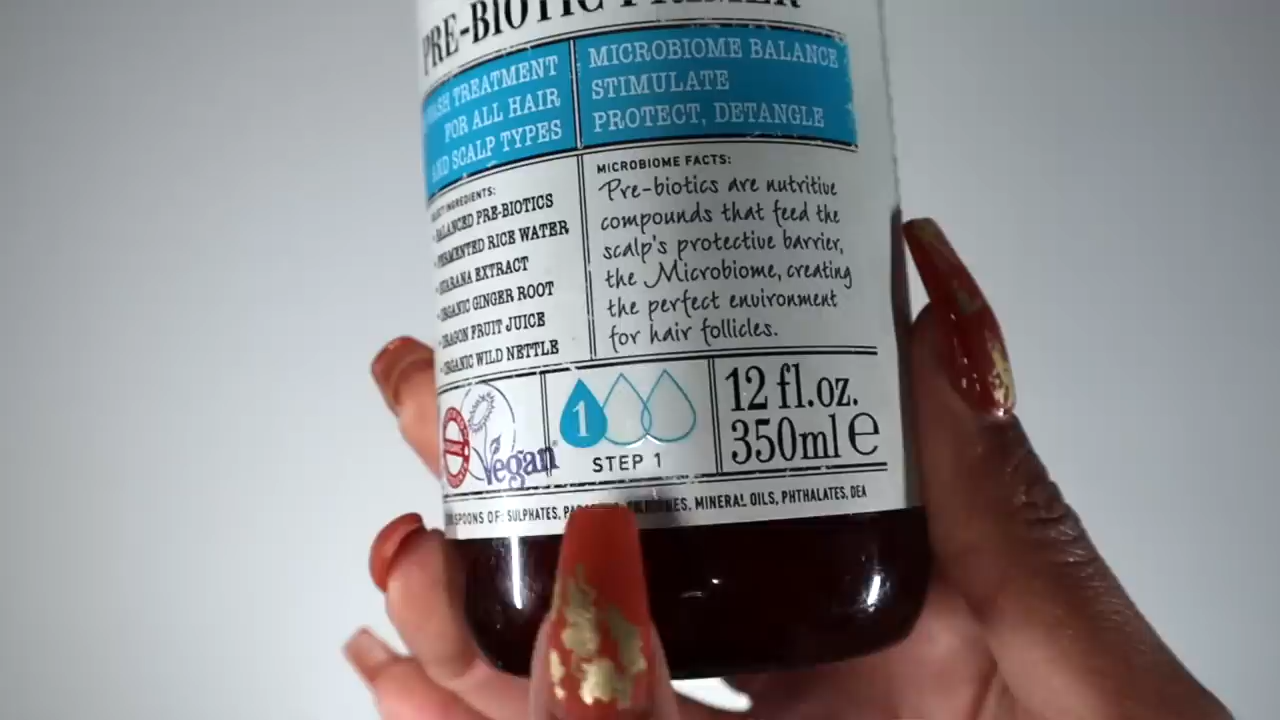 PRE-BIOTIC PRIMER
TREATMENT
FOR ALL HAIR
AND SCALP TYPES
MICROBIOME BALANCE
STIMULATE
PROTECT, DETANGLE
INGREDIENTS:
BALANCED PRE-BIOTICS
FERMENTED RICE WATER
GUARANA EXTRACT
ORGANIC GINGER ROOT
DRAGON FRUIT JUICE
ORGANIC WILD NETTLE
MICROBIOME FACTS:
Pre-biotics are nutritive
compounds that feed the
scalp's protective barrier,
the Microbiome, creating
the perfect environment
for hair follicles.
Vegan
1
STEP 1
12 fl.oz.
350ml e
SPOONS OF: SULPHATES, MINERAL OILS, PHTHALATES, DEA